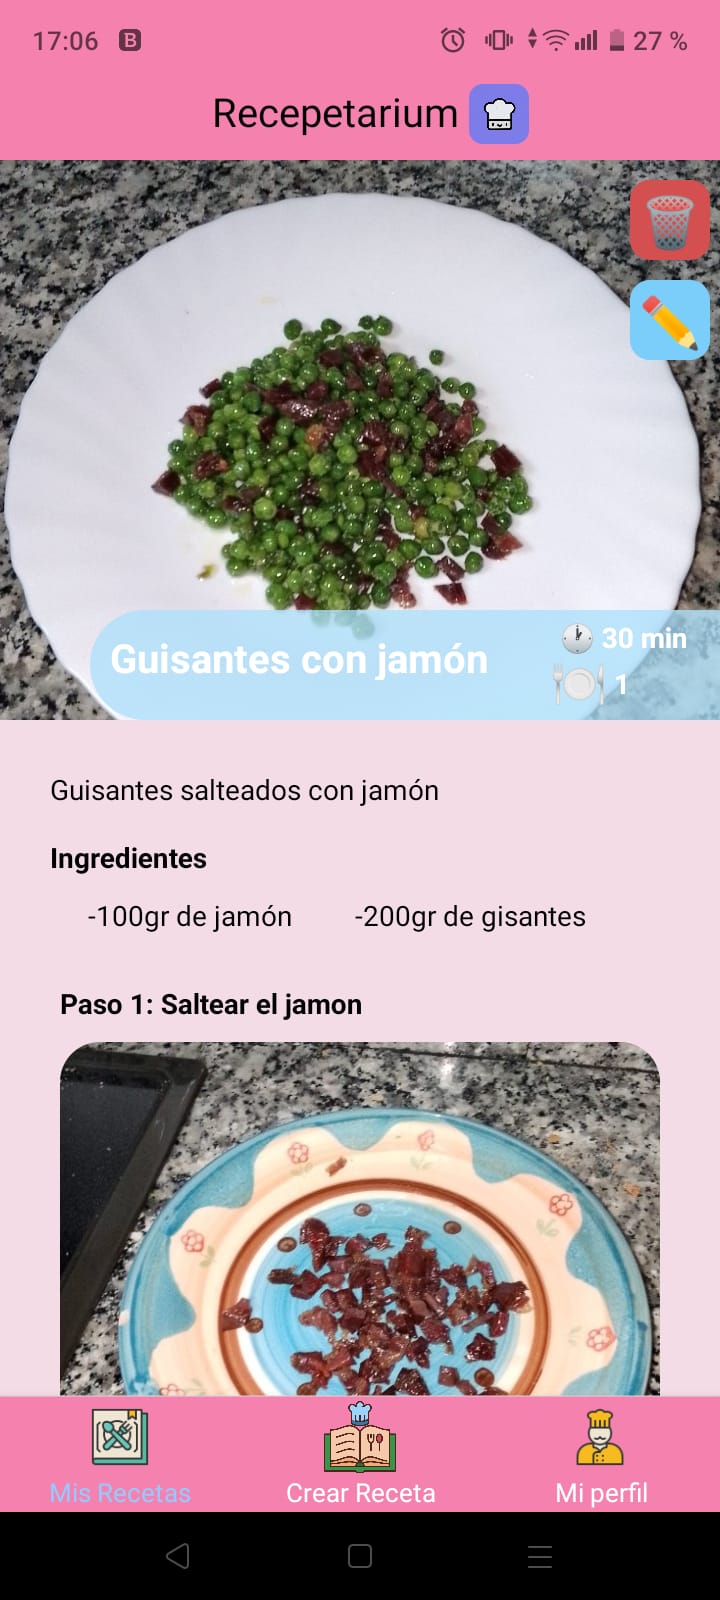 17:06 B 27 %
Recepetarium
Guisantes con jamón
30 min
1
Guisantes salteados con jamón
Ingredientes
-100gr de jamón -200gr de gisantes
Paso 1: Saltear el jamon
Mis Recetas Crear Receta Mi perfil